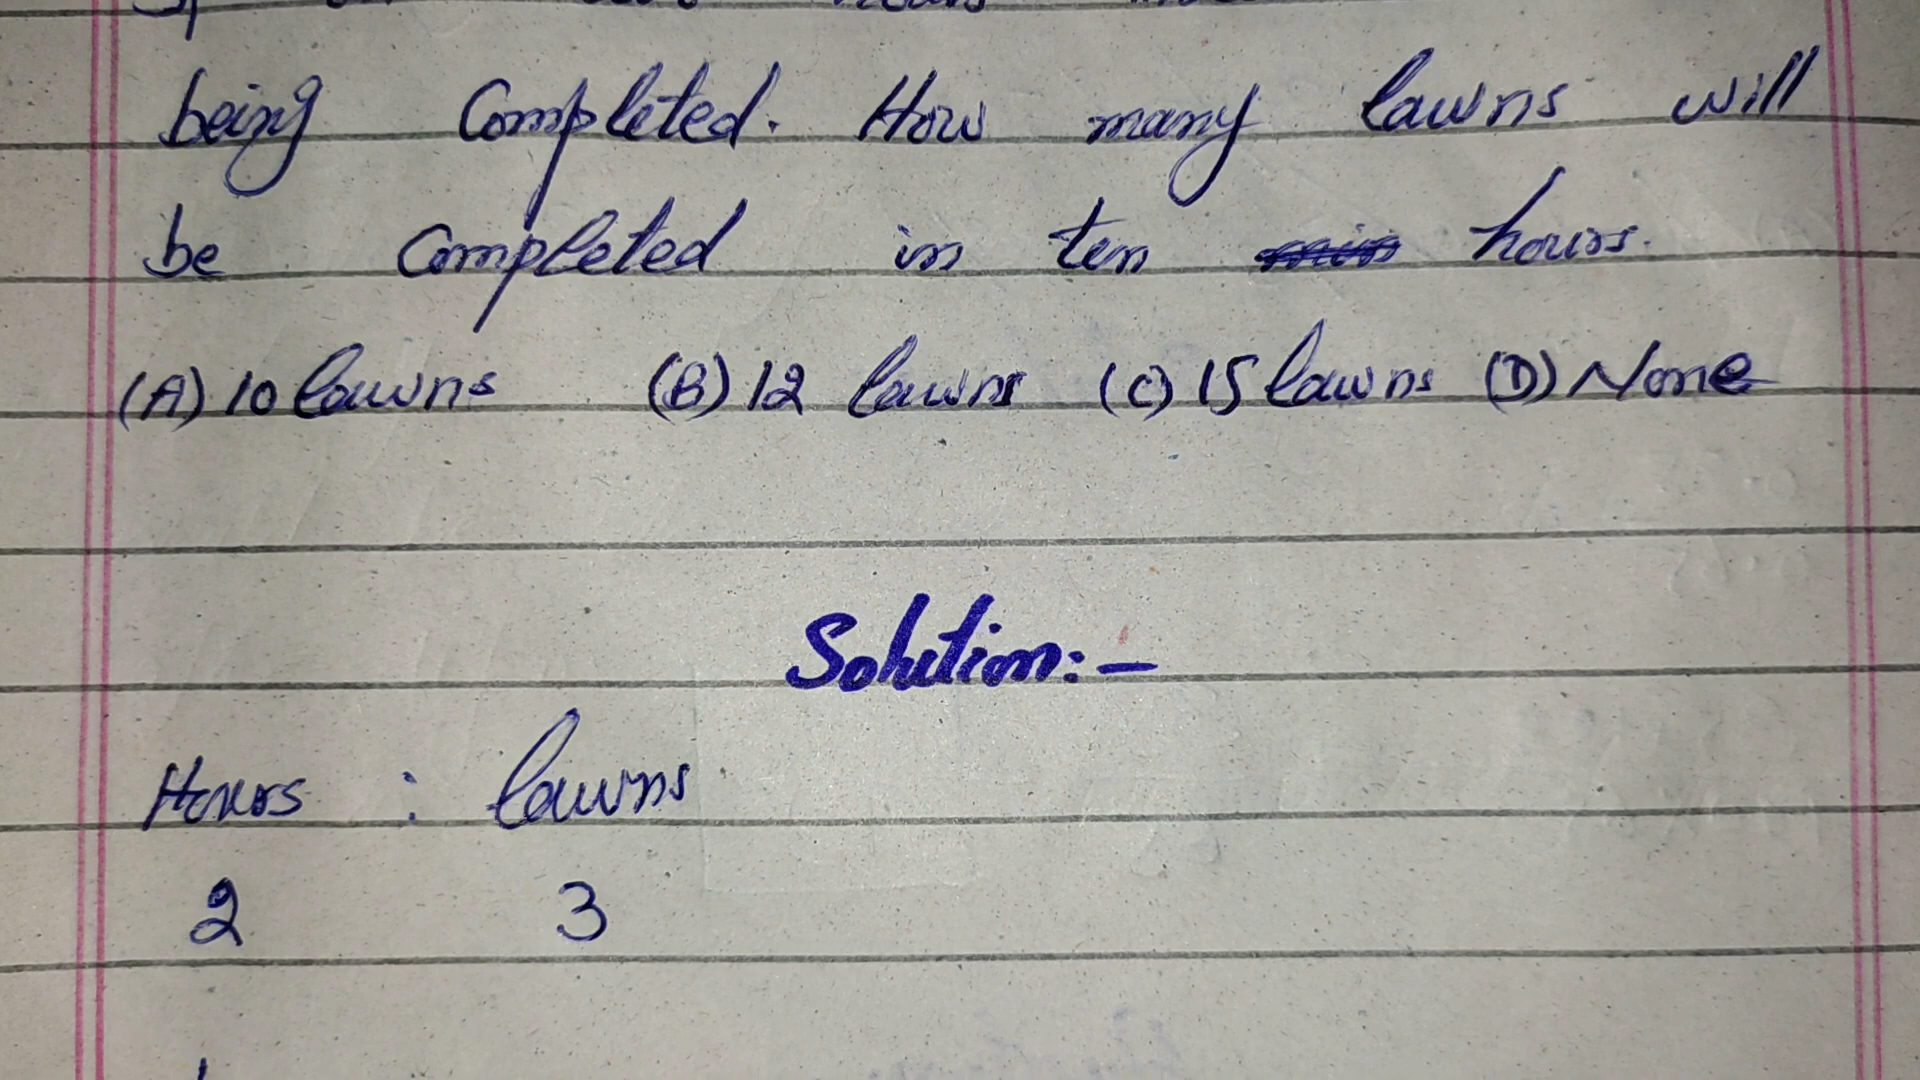 hours
being Completed. How many lawns will
be Completed in ten hours.
(A) 10 lawns (B) 12 lawns (C) 15 lawns (D) None
Solution:-
Hours : lawns
2 3